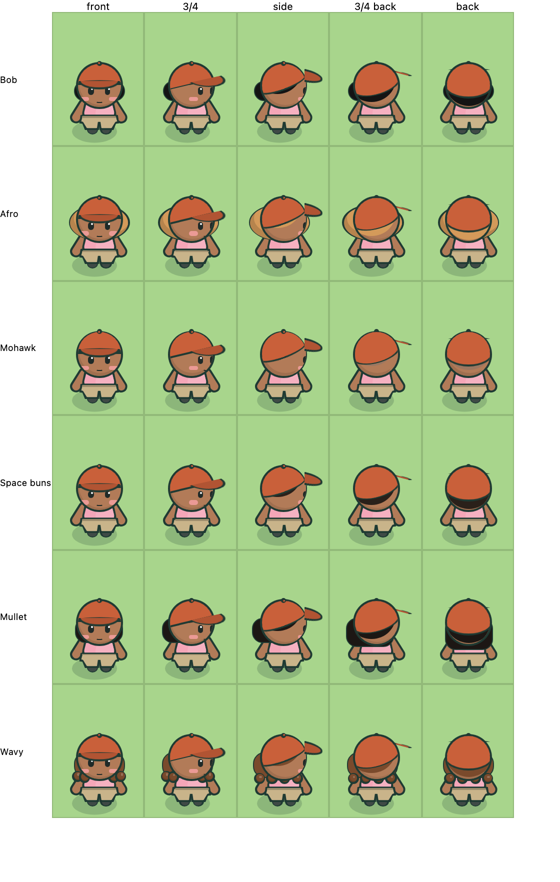 front 3/4 side 3/4 back back
Bob
Afro
Mohawk
Space buns
Mullet
Wavy